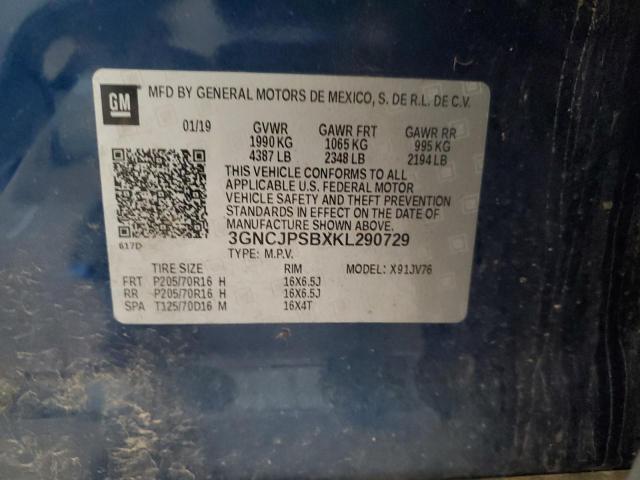 GM
MFD BY GENERAL MOTORS DE MEXICO, S. DE R.L. DE C.V.
01/19 GVWR GAWR FRT GAWR RR
1990 KG 1065 KG 995 KG
4387 LB 2348 LB 2194 LB
THIS VEHICLE CONFORMS TO ALL
APPLICABLE U.S. FEDERAL MOTOR
VEHICLE SAFETY AND THEFT PREVENTION
STANDARDS IN EFFECT ON THE DATE OF
MANUFACTURE SHOWN ABOVE.
617D 3GNCJPSBXKL290729
TYPE: M.P.V.
TIRE SIZE RIM MODEL: X91JV76
FRT P205/70R16 H 16X6.5J
RR P205/70R16 H 16X6.5J
SPA T125/70D16 M 16X4T